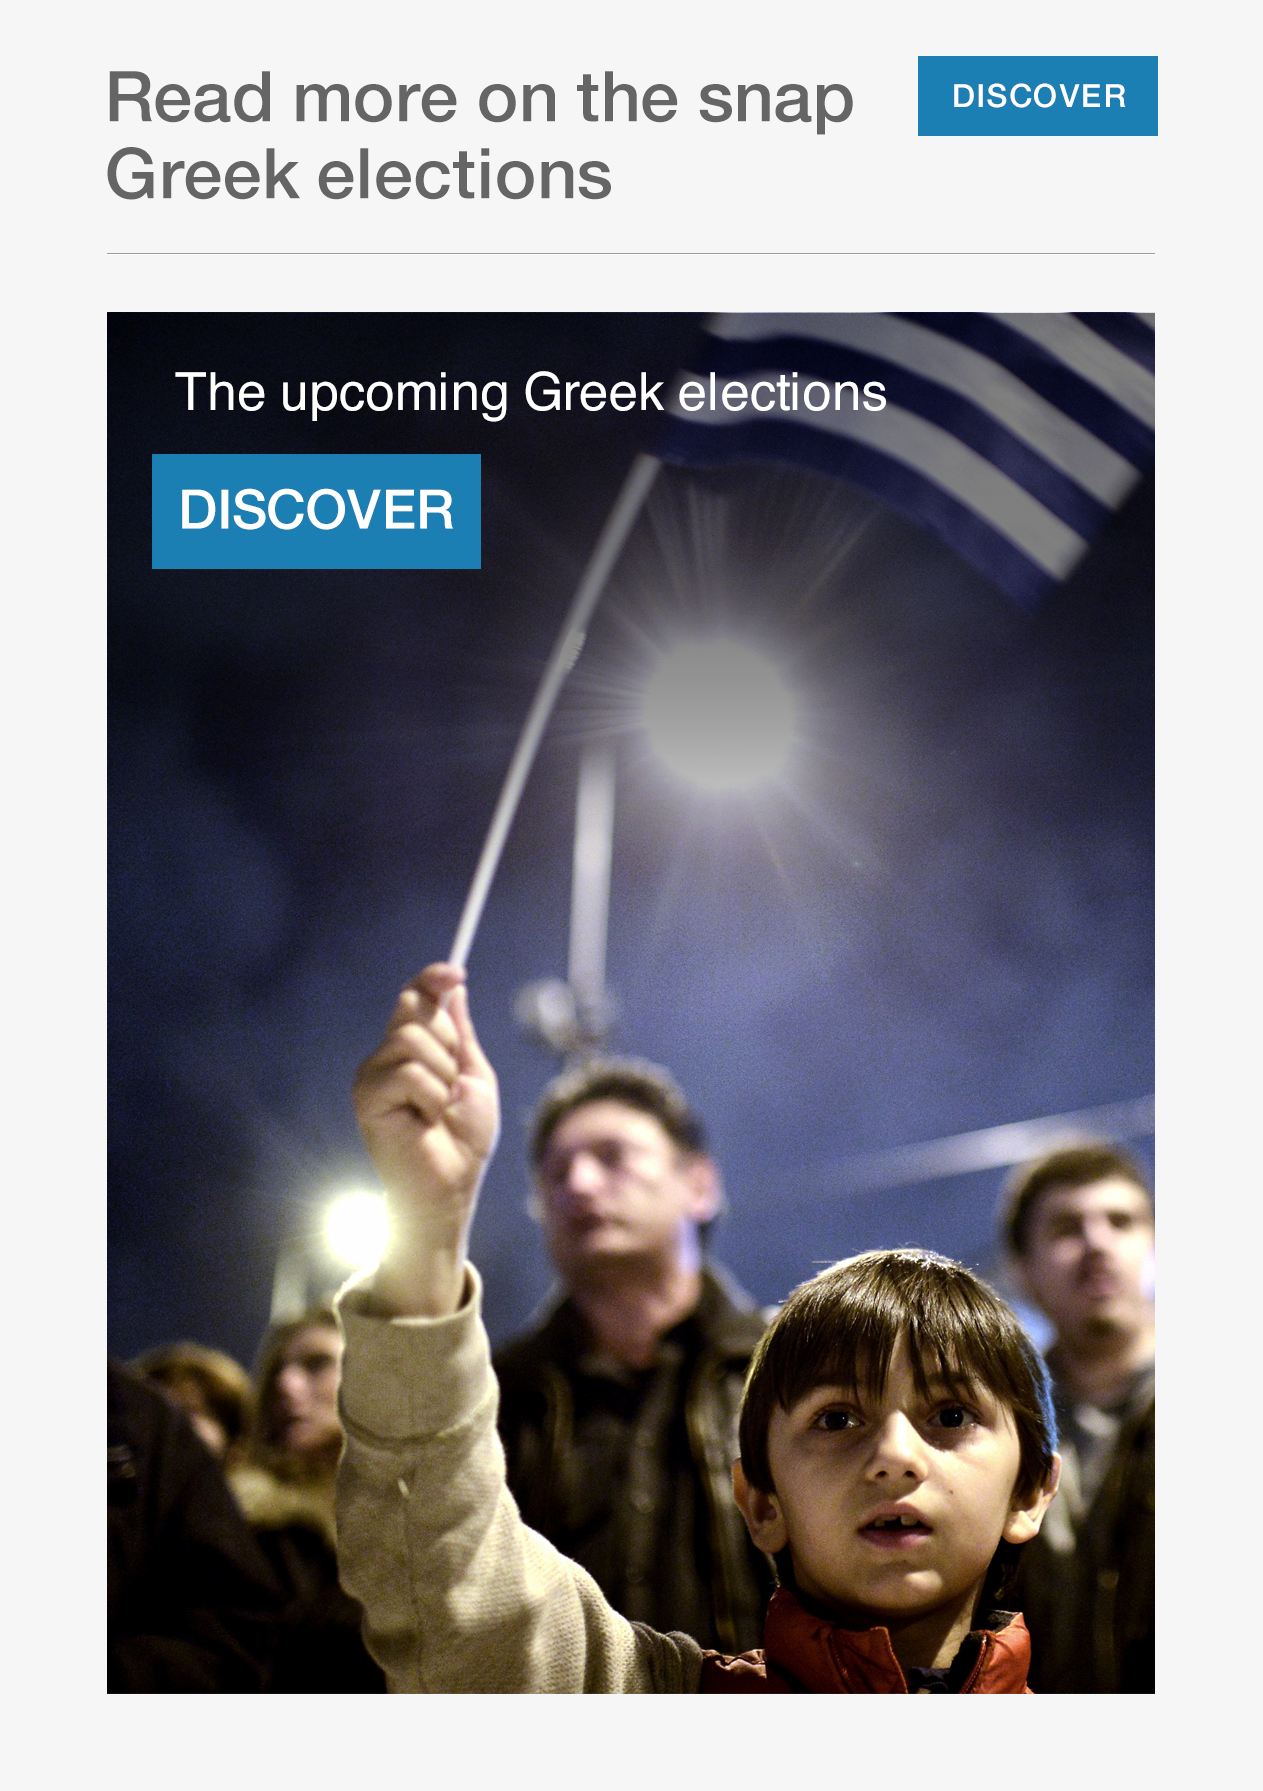 Read more on the snap
Greek elections
DISCOVER
The upcoming Greek elections
DISCOVER